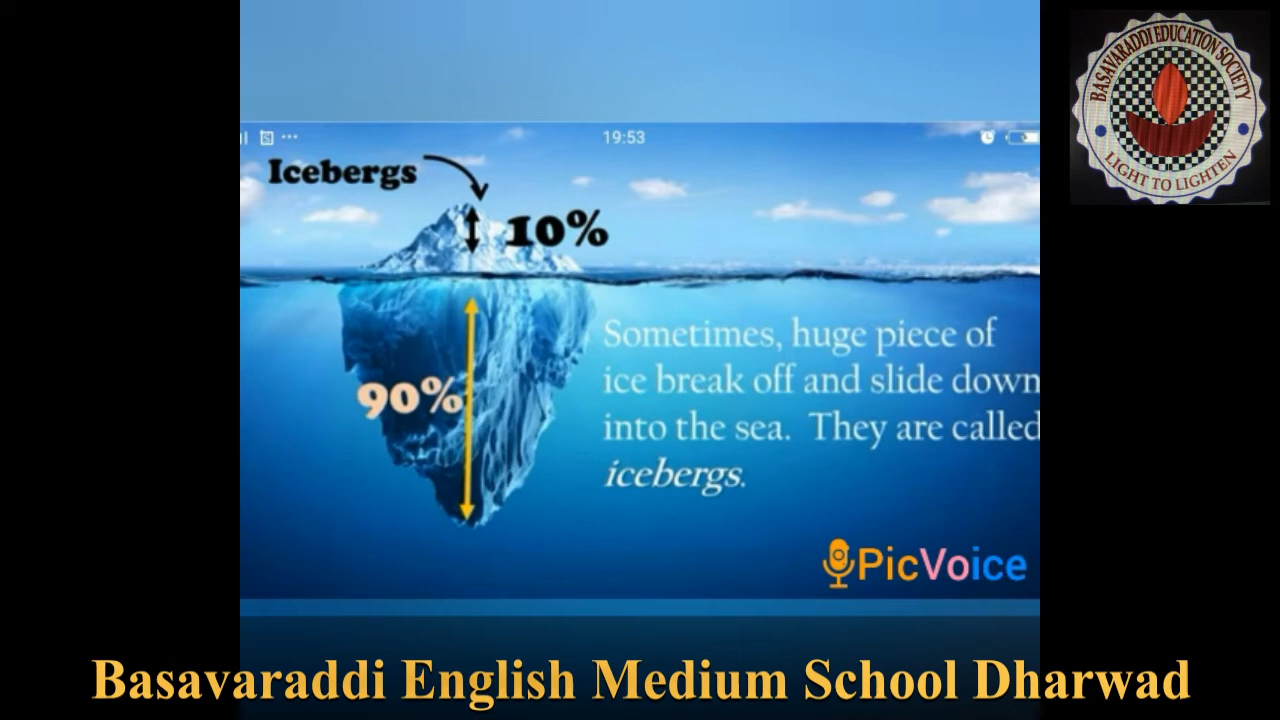 BASAVARADDI EDUCATION SOCIETY
LIGHT TO LIGHTEN
19:53
Icebergs
10%
90%
Sometimes, huge piece of
ice break off and slide down
into the sea. They are called
icebergs.
PicVoice
Basavaraddi English Medium School Dharwad